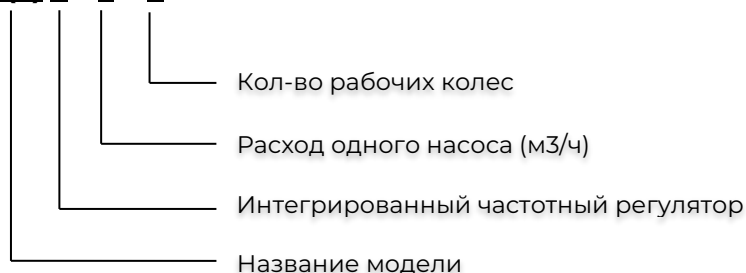 Кол-во рабочих колес
Расход одного насоса (м3/ч)
Интегрированный частотный регулятор
Название модели